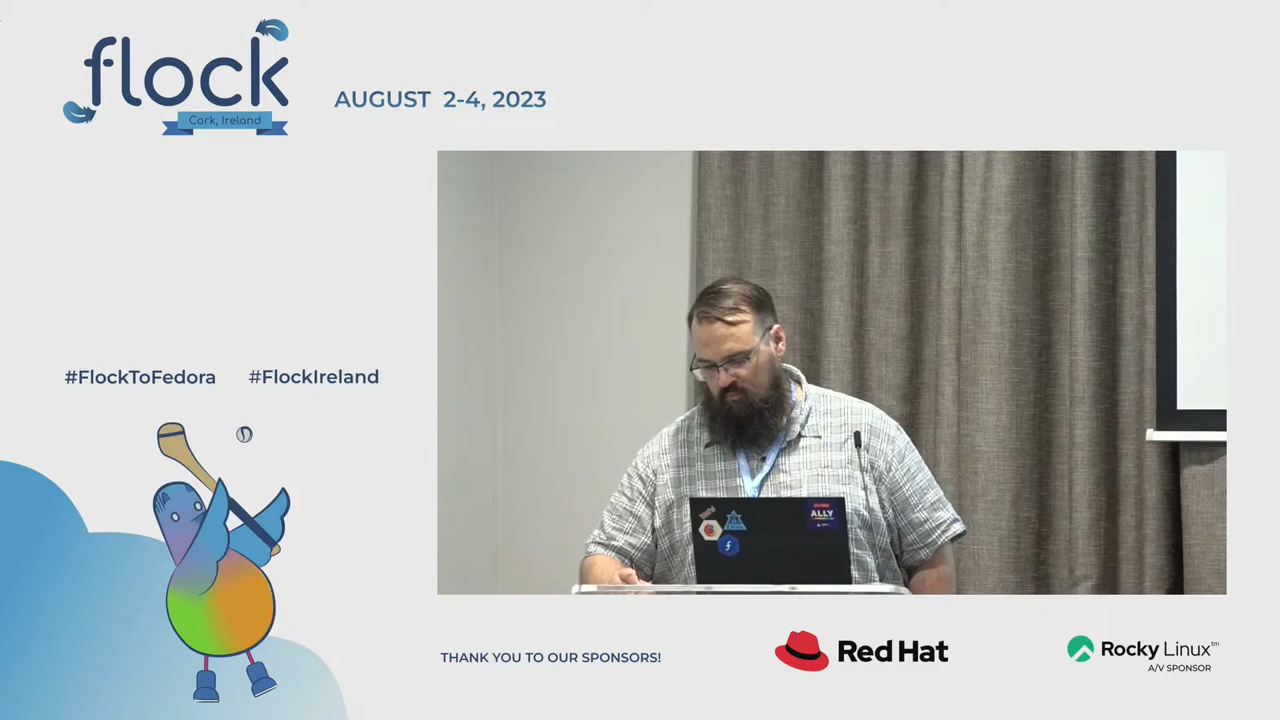 flock
Cork, Ireland
AUGUST 2-4, 2023
#FlockToFedora #FlockIreland
ALLY
THANK YOU TO OUR SPONSORS!
Red Hat
Rocky Linux™
A/V SPONSOR